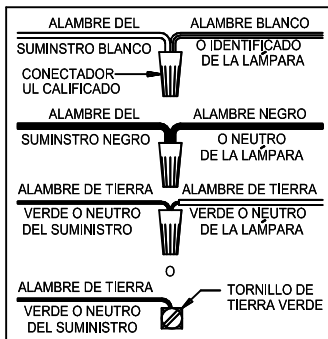 ALAMBRE DEL
SUMINSTRO BLANCO
ALAMBRE BLANCO
O IDENTIFICADO
DE LA LAMPARA
CONECTADOR
UL CALIFICADO
ALAMBRE DEL
SUMINSTRO NEGRO
ALAMBRE NEGRO
O NEUTRO
DE LA LÁMPARA
ALAMBRE DE TIERRA
VERDE O NEUTRO
DEL SUMINISTRO
ALAMBRE DE TIERRA
VERDE O NEUTRO
DE LA LÁMPARA
O
ALAMBRE DE TIERRA
VERDE O NEUTRO
DEL SUMINISTRO
TORNILLO DE
TIERRA VERDE